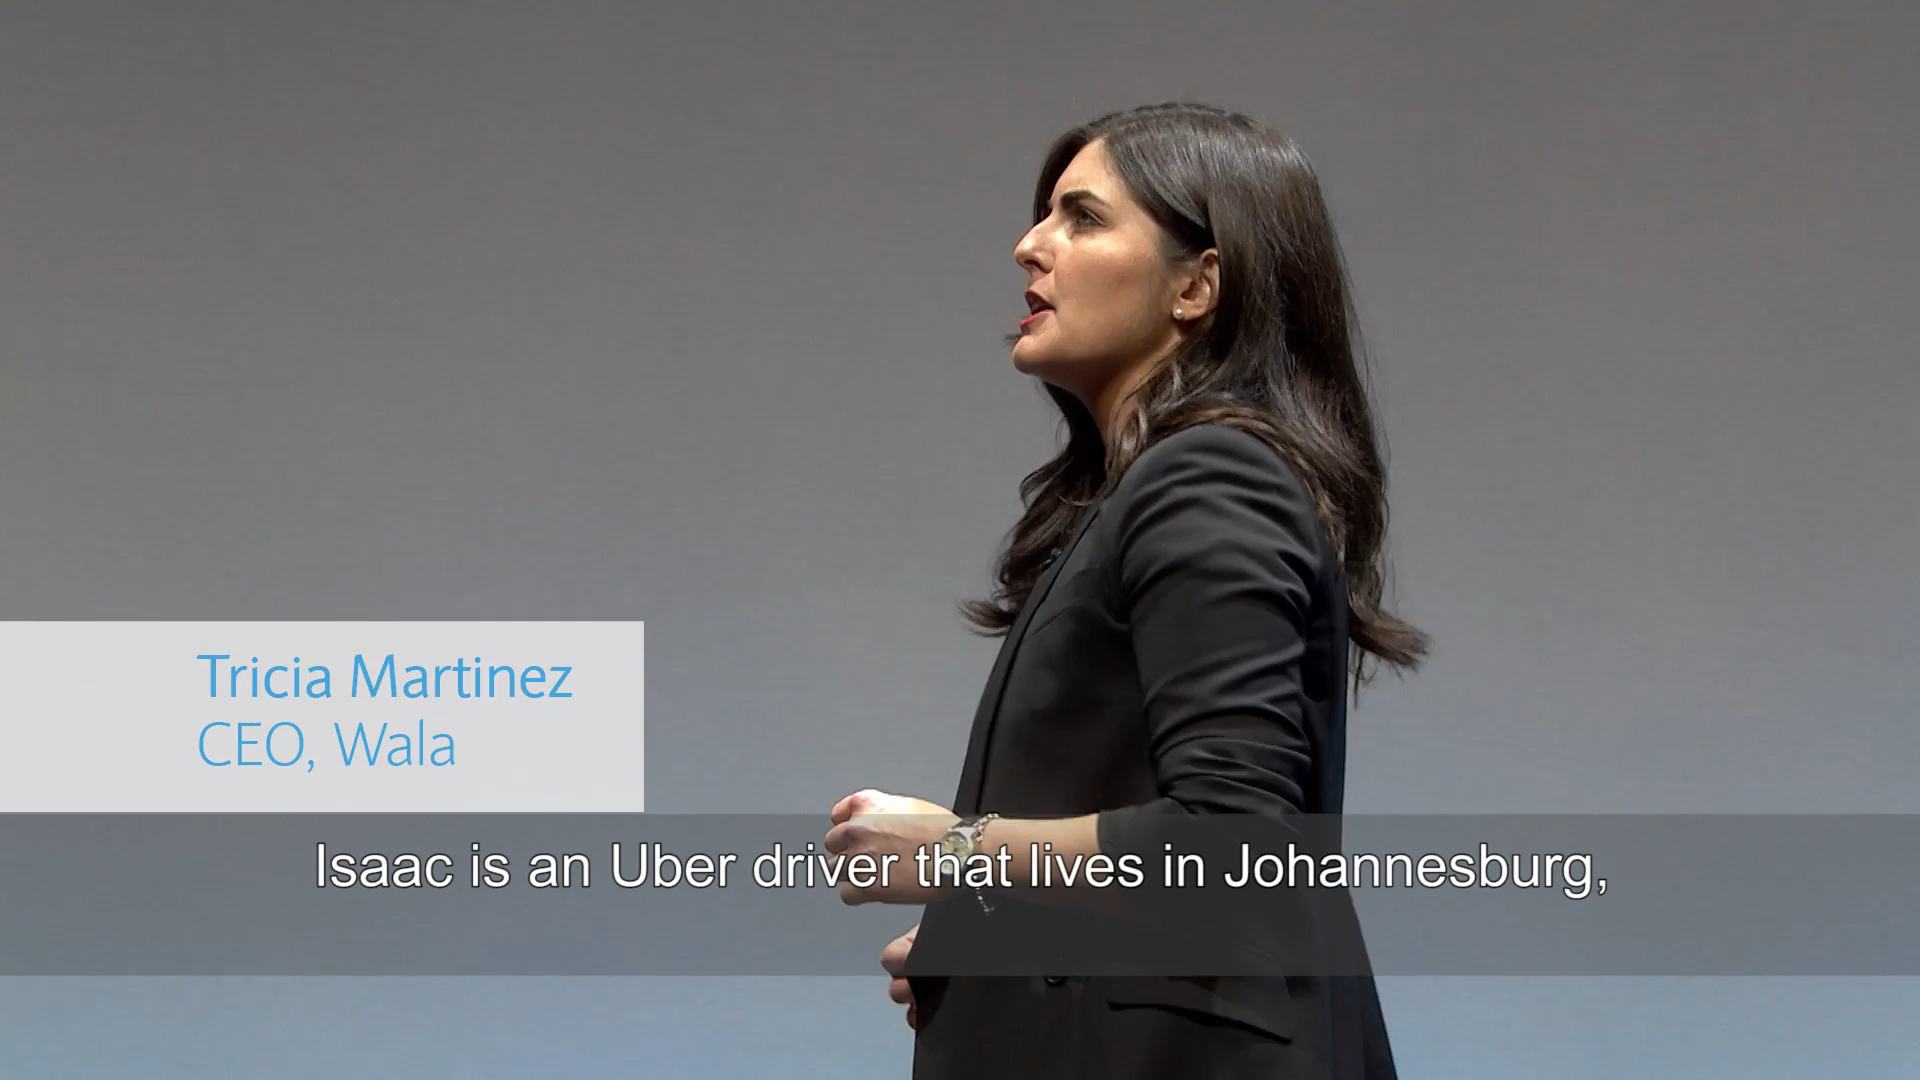 Tricia Martinez
CEO, Wala
Isaac is an Uber driver that lives in Johannesburg,